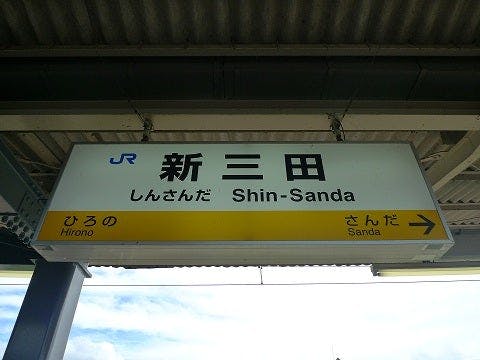 JR 新三田
しんさんだ Shin-Sanda
ひろの さんだ →
Hirono Sanda